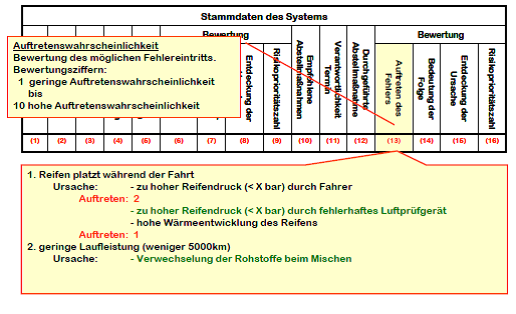 Stammdaten des Systems
Bewertung
Bewertung
Auftretenswahrscheinlichkeit
Bewertung des möglichen Fehlereintritts.
Bewertungsziffern:
1 geringe Auftretenswahrscheinlichkeit
bis
10 hohe Auftretenswahrscheinlichkeit
Entdeckung der
Risikoprioritätszahl
Empfohlene
Abstellmaßnahmen
Verantwortlichkeit
Termin
Durchgeführte
Abstellmaßnahme
Auftreten des
Fehlers
Bedeutung der
Folge
Entdeckung der
Ursache
Risikoprioritätszahl
(1) (2) (3) (4) (5) (6) (7) (8) (9) (10) (11) (12) (13) (14) (15) (16)
1. Reifen platzt während der Fahrt
Ursache: - zu hoher Reifendruck (< X bar) durch Fahrer
Auftreten: 2
- zu hoher Reifendruck (< X bar) durch fehlerhaftes Luftprüfgerät
- hohe Wärmeentwicklung des Reifens
Auftreten: 1
2. geringe Laufleistung (weniger 5000km)
Ursache: - Verwechselung der Rohstoffe beim Mischen